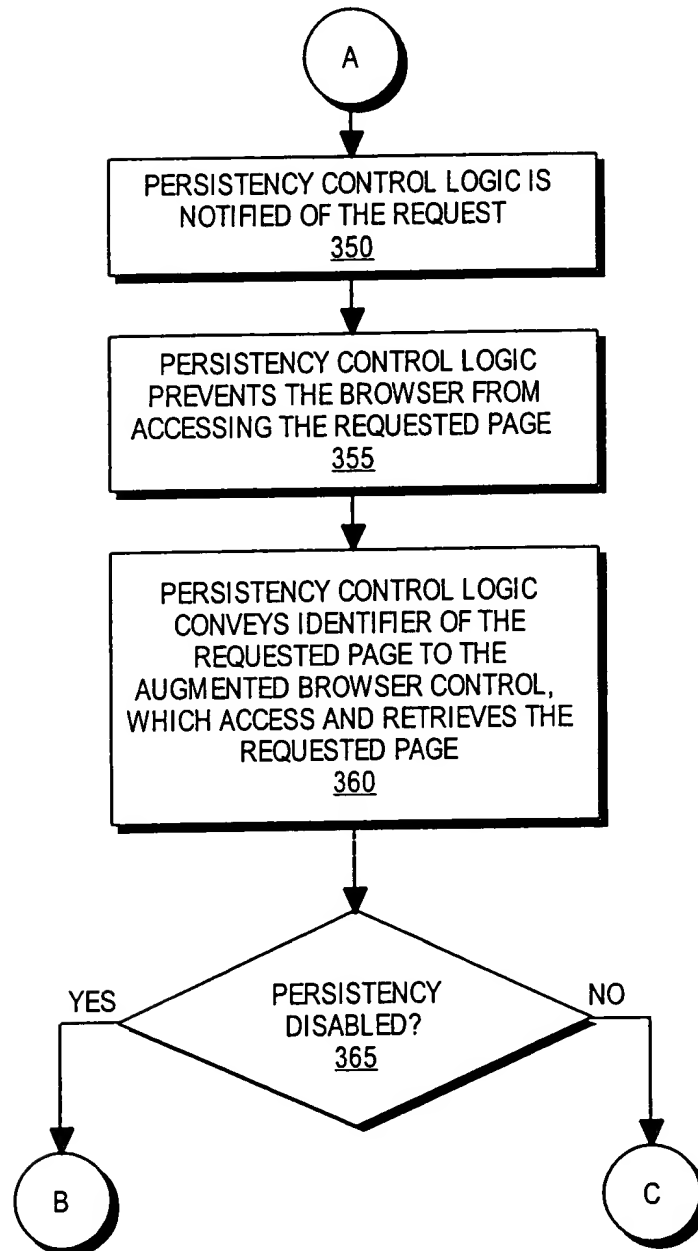 A
PERSISTENCY CONTROL LOGIC IS
NOTIFIED OF THE REQUEST
350
PERSISTENCY CONTROL LOGIC
PREVENTS THE BROWSER FROM
ACCESSING THE REQUESTED PAGE
355
PERSISTENCY CONTROL LOGIC
CONVEYS IDENTIFIER OF THE
REQUESTED PAGE TO THE
AUGMENTED BROWSER CONTROL,
WHICH ACCESS AND RETRIEVES THE
REQUESTED PAGE
360
YES
PERSISTENCY
DISABLED?
365
NO
B
C